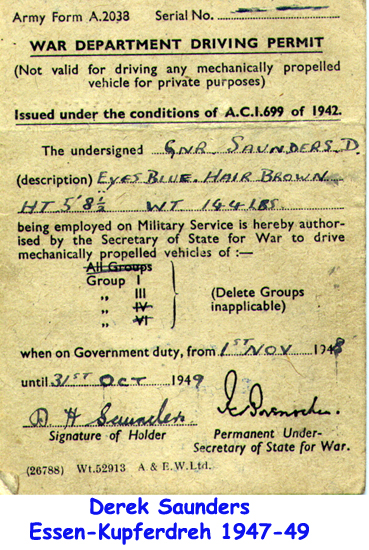 Army Form A.2038 Serial No.
WAR DEPARTMENT DRIVING PERMIT
(Not valid for driving any mechanically propelled
vehicle for private purposes)
Issued under the conditions of A.C.I.699 of 1942.
The undersigned GNR. SAUNDERS. D.
(description) EYES BLUE. HAIR BROWN
HT 5' 8½ WT 144 LBS
being employed on Military Service is hereby author-
ised by the Secretary of State for War to drive
mechanically propelled vehicles of :—
All Groups
Group I
„ III
„ IV
„ VI
(Delete Groups
inapplicable)
when on Government duty, from 1ST NOV 1948
until 31ST OCT 1949
D H Saunders
Signature of Holder
Permanent Under-
Secretary of State for War.
(26788) Wt.52913 A & E.W.Ltd.
Derek Saunders
Essen-Kupferdreh 1947-49